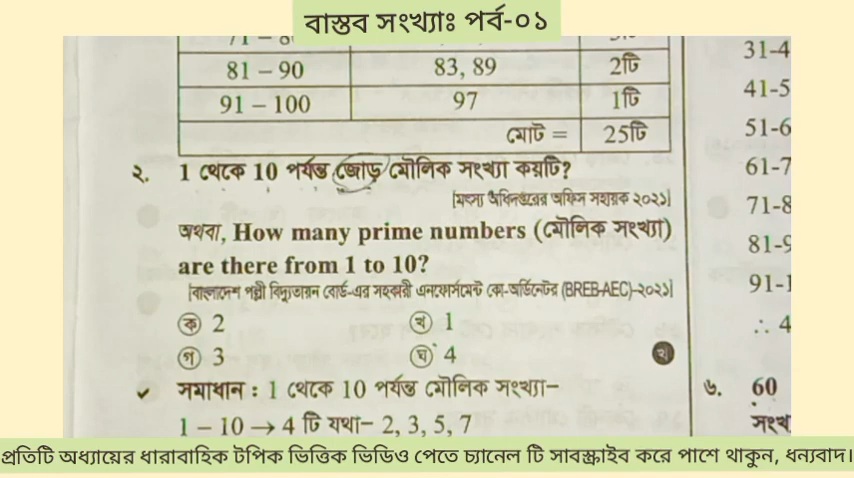 বাস্তব সংখ্যাঃ পর্ব-০১
81 – 90 83, 89 2টি
91 – 100 97 1টি
মোট = 25টি
২. 1 থেকে 10 পর্যন্ত জোড় মৌলিক সংখ্যা কয়টি?
[মৎস্য অধিদপ্তরের অফিস সহায়ক ২০২১]
অথবা, How many prime numbers (মৌলিক সংখ্যা)
are there from 1 to 10?
[বাংলাদেশ পল্লী বিদ্যুতায়ন বোর্ড-এর সহকারী এনফোর্সমেন্ট কো-অর্ডিনেটর (BREB-AEC)-২০২১]
ক 2 খ 1
গ 3 ঘ 4 খ
সমাধান : 1 থেকে 10 পর্যন্ত মৌলিক সংখ্যা–
1 – 10 → 4 টি যথা– 2, 3, 5, 7
31-4
41-5
51-6
61-7
71-8
81-9
91-1
∴ 4
৬. 60
সংখ
প্রতিটি অধ্যায়ের ধারাবাহিক টপিক ভিত্তিক ভিডিও পেতে চ্যানেল টি সাবস্ক্রাইব করে পাশে থাকুন, ধন্যবাদ।